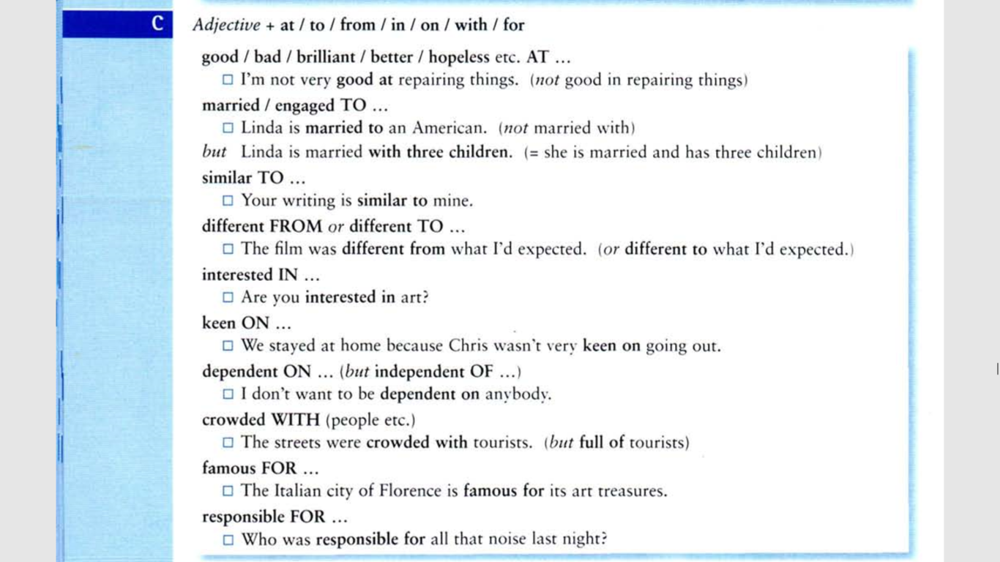 C Adjective + at / to / from / in / on / with / for
good / bad / brilliant / better / hopeless etc. AT ...
□ I'm not very good at repairing things. (not good in repairing things)
married / engaged TO ...
□ Linda is married to an American. (not married with)
but Linda is married with three children. (= she is married and has three children)
similar TO ...
□ Your writing is similar to mine.
different FROM or different TO ...
□ The film was different from what I'd expected. (or different to what I'd expected.)
interested IN ...
□ Are you interested in art?
keen ON ...
□ We stayed at home because Chris wasn't very keen on going out.
dependent ON ... (but independent OF ...)
□ I don't want to be dependent on anybody.
crowded WITH (people etc.)
□ The streets were crowded with tourists. (but full of tourists)
famous FOR ...
□ The Italian city of Florence is famous for its art treasures.
responsible FOR ...
□ Who was responsible for all that noise last night?